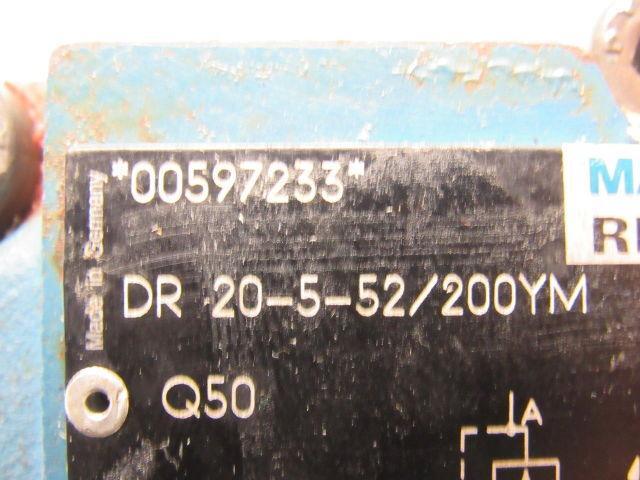 *00597233*
Made in Germany
DR 20-5-52/200YM
Q50
A